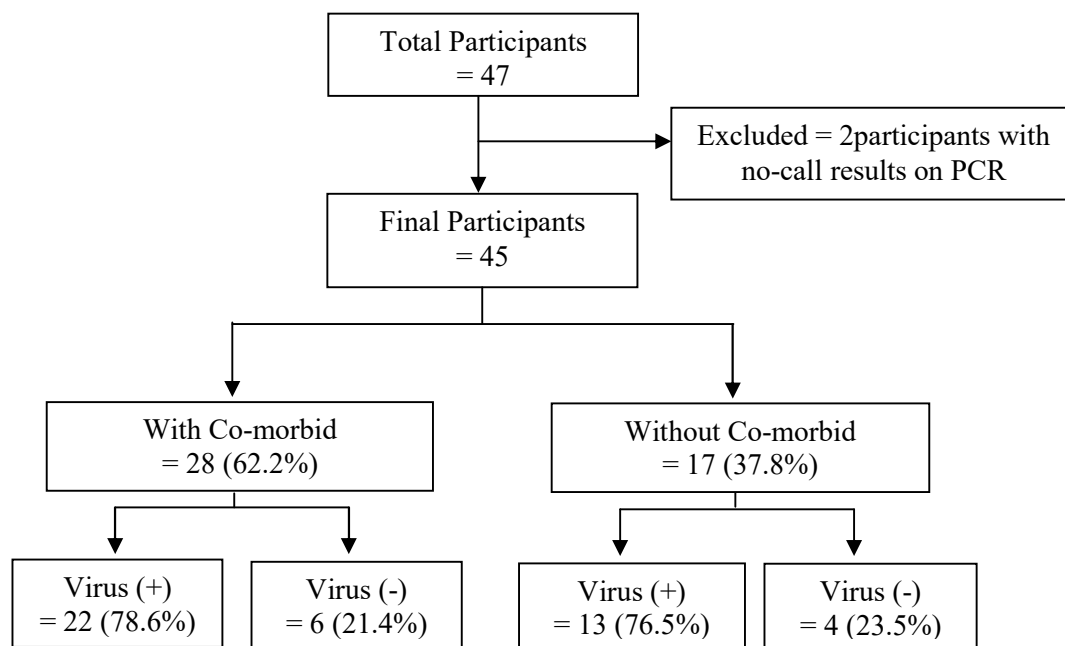 Total Participants
= 47
Excluded = 2participants with
no-call results on PCR
Final Participants
= 45
With Co-morbid
= 28 (62.2%)
Without Co-morbid
= 17 (37.8%)
Virus (+)
= 22 (78.6%)
Virus (-)
= 6 (21.4%)
Virus (+)
= 13 (76.5%)
Virus (-)
= 4 (23.5%)